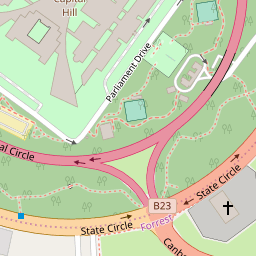 Capital
Hill
Parliament Drive
al Circle
B23
State Circle
Forrest
State Circle
Canb